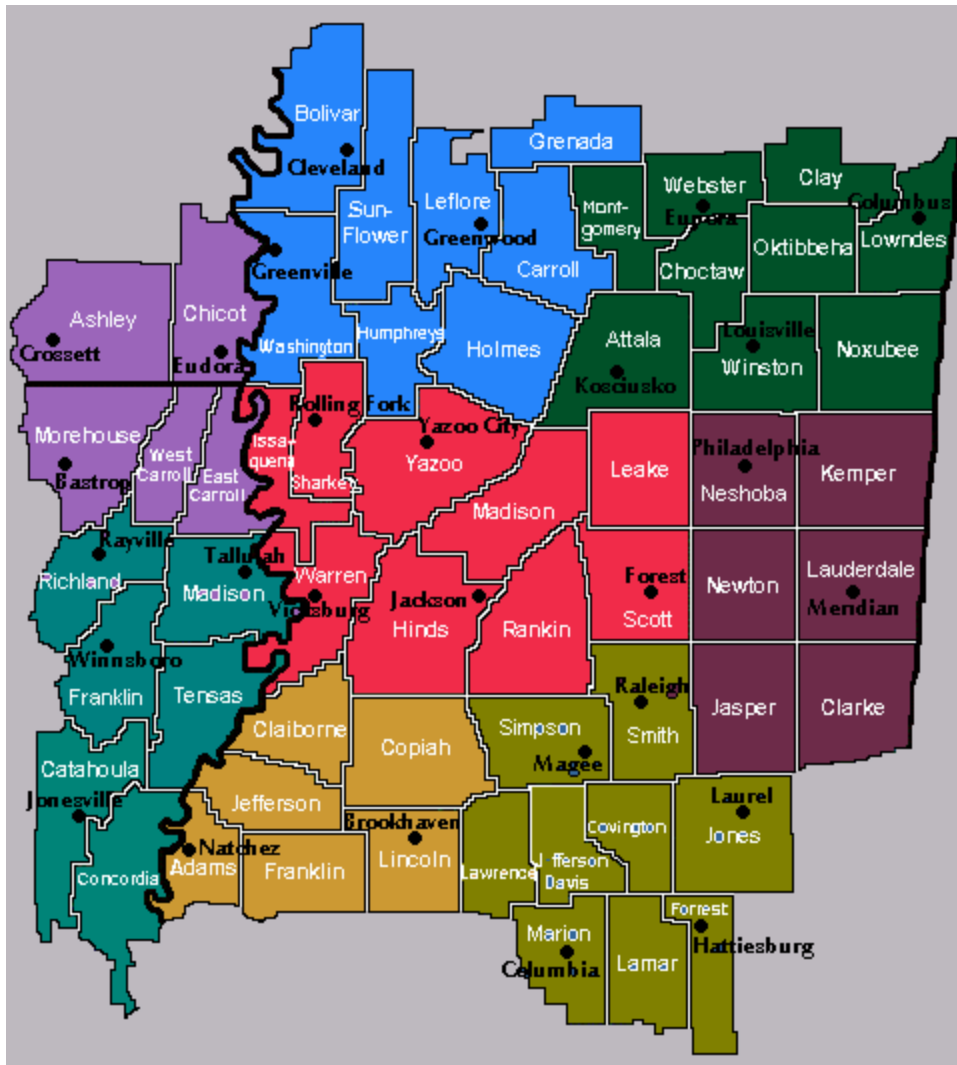 Bolivar
Cleveland
Grenada
Sun-
Flower
Leflore
Greenwood
Carroll
Mont-
gomery
Webster
Eupora
Clay
Columbus
Lowndes
Oktibbeha
Choctaw
Greenville
Washington
Humphreys
Holmes
Attala
Kosciusko
Louisville
Winston
Noxubee
Ashley
Crossett
Chicot
Eudora
Morehouse
Bastrop
West
Carroll
East
Carroll
Issa-
quena
Rolling Fork
Sharkey
Yazoo City
Yazoo
Madison
Leake
Philadelphia
Neshoba
Kemper
Rayville
Richland
Tallulah
Madison
Warren
Vicksburg
Jackson
Hinds
Rankin
Forest
Scott
Newton
Lauderdale
Meridian
Winnsboro
Franklin
Tensas
Claiborne
Copiah
Simpson
Magee
Raleigh
Smith
Jasper
Clarke
Catahoula
Jonesville
Concordia
Jefferson
Natchez
Adams
Franklin
Brookhaven
Lincoln
Lawrence
Jefferson
Davis
Covington
Laurel
Jones
Marion
Columbia
Lamar
Forrest
Hattiesburg